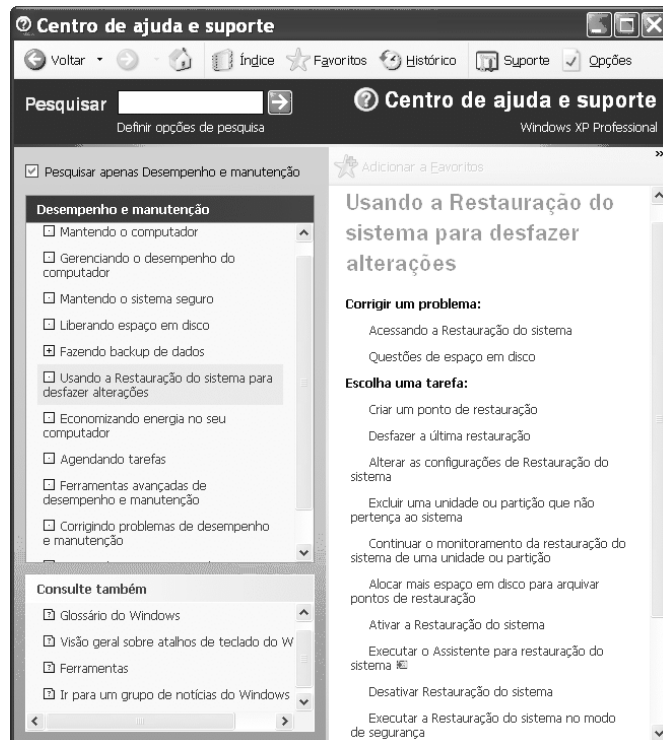 Centro de ajuda e suporte
Voltar
Índice
Favoritos
Histórico
Suporte
Opções
Pesquisar
Definir opções de pesquisa
Centro de ajuda e suporte
Windows XP Professional
Pesquisar apenas Desempenho e manutenção
Desempenho e manutenção
Mantendo o computador
Gerenciando o desempenho do
computador
Mantendo o sistema seguro
Liberando espaço em disco
Fazendo backup de dados
Usando a Restauração do sistema para
desfazer alterações
Economizando energia no seu
computador
Agendando tarefas
Ferramentas avançadas de
desempenho e manutenção
Corrigindo problemas de desempenho
e manutenção
Consulte também
Glossário do Windows
Visão geral sobre atalhos de teclado do W
Ferramentas
Ir para um grupo de notícias do Windows
Adicionar a Favoritos
Usando a Restauração do
sistema para desfazer
alterações
Corrigir um problema:
Acessando a Restauração do sistema
Questões de espaço em disco
Escolha uma tarefa:
Criar um ponto de restauração
Desfazer a última restauração
Alterar as configurações de Restauração do
sistema
Excluir uma unidade ou partição que não
pertença ao sistema
Continuar o monitoramento da restauração do
sistema de uma unidade ou partição
Alocar mais espaço em disco para arquivar
pontos de restauração
Ativar a Restauração do sistema
Executar o Assistente para restauração do
sistema
Desativar Restauração do sistema
Executar a Restauração do sistema no modo
de segurança